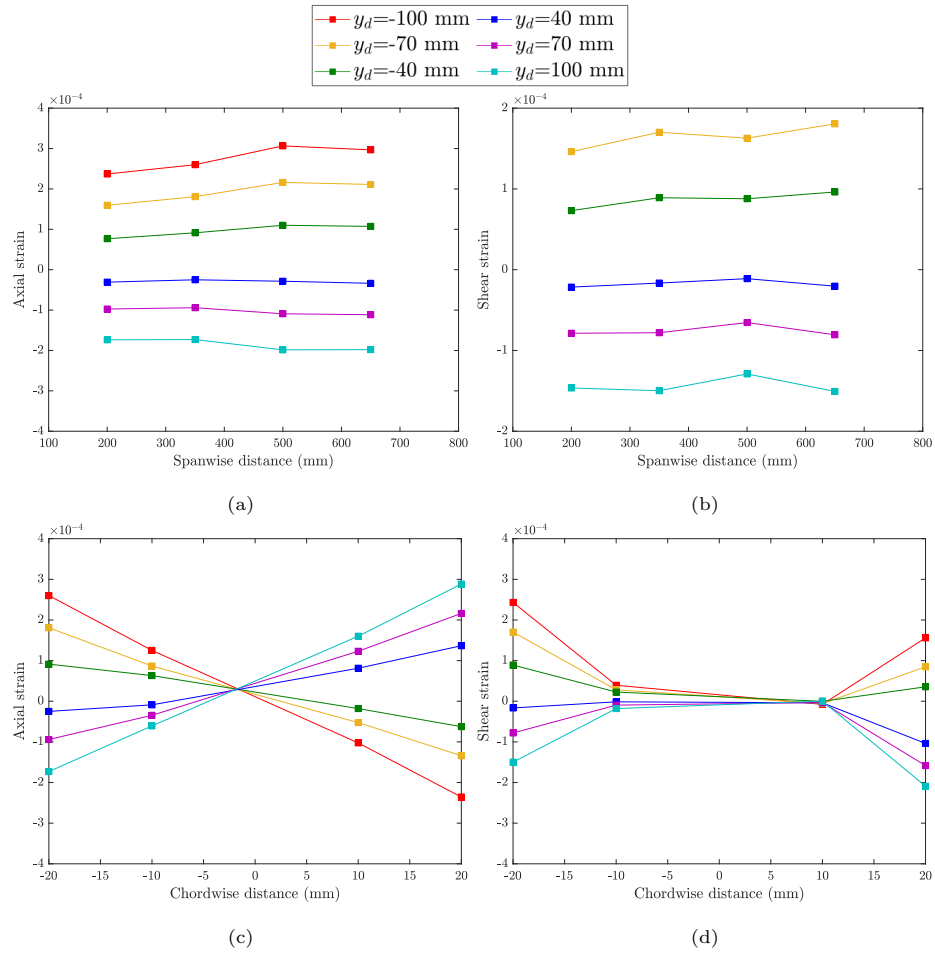 y_d=-100 mm y_d=40 mm
y_d=-70 mm y_d=70 mm
y_d=-40 mm y_d=100 mm
×10⁻⁴
4
3
2
1
0
-1
-2
-3
-4
Axial strain
100 200 300 400 500 600 700 800
Spanwise distance (mm)
(a)
×10⁻⁴
2
1
0
-1
-2
Shear strain
100 200 300 400 500 600 700 800
Spanwise distance (mm)
(b)
×10⁻⁴
4
3
2
1
0
-1
-2
-3
-4
Axial strain
-20 -15 -10 -5 0 5 10 15 20
Chordwise distance (mm)
(c)
×10⁻⁴
4
3
2
1
0
-1
-2
-3
-4
Shear strain
-20 -15 -10 -5 0 5 10 15 20
Chordwise distance (mm)
(d)